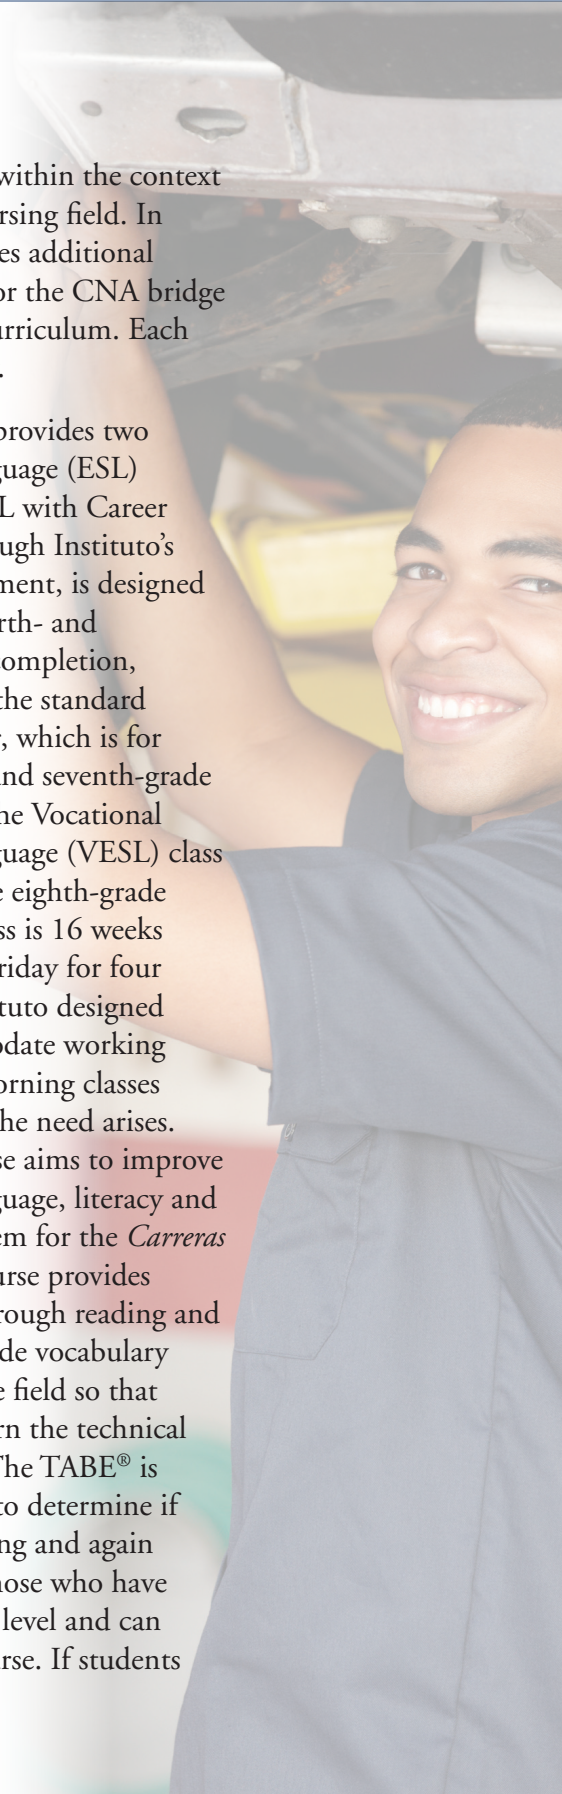 within the context
rsing field. In
es additional
or the CNA bridge
urriculum. Each
.
provides two
guage (ESL)
L with Career
ugh Instituto’s
ment, is designed
rth- and
completion,
the standard
, which is for
nd seventh-grade
he Vocational
guage (VESL) class
e eighth-grade
ss is 16 weeks
riday for four
tuto designed
odate working
orning classes
he need arises.
se aims to improve
guage, literacy and
em for the Carreras
urse provides
rough reading and
de vocabulary
e field so that
rn the technical
The TABE® is
to determine if
ng and again
hose who have
level and can
rse. If students